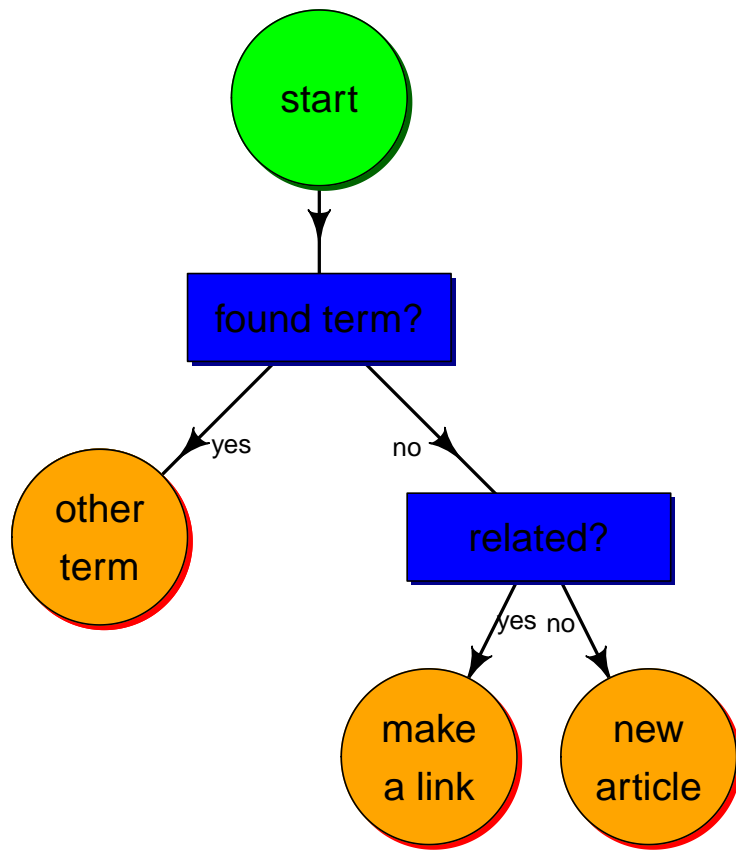 start
found term?
yes
no
other
term
related?
yes
no
make
a link
new
article